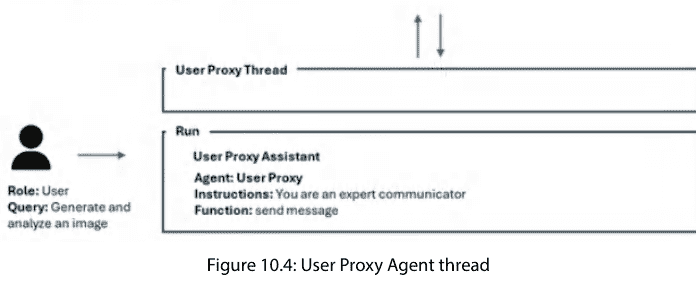 User Proxy Thread
Run
User Proxy Assistant
Agent: User Proxy
Instructions: You are an expert communicator
Function: send message
Role: User
Query: Generate and
analyze an image
Figure 10.4: User Proxy Agent thread